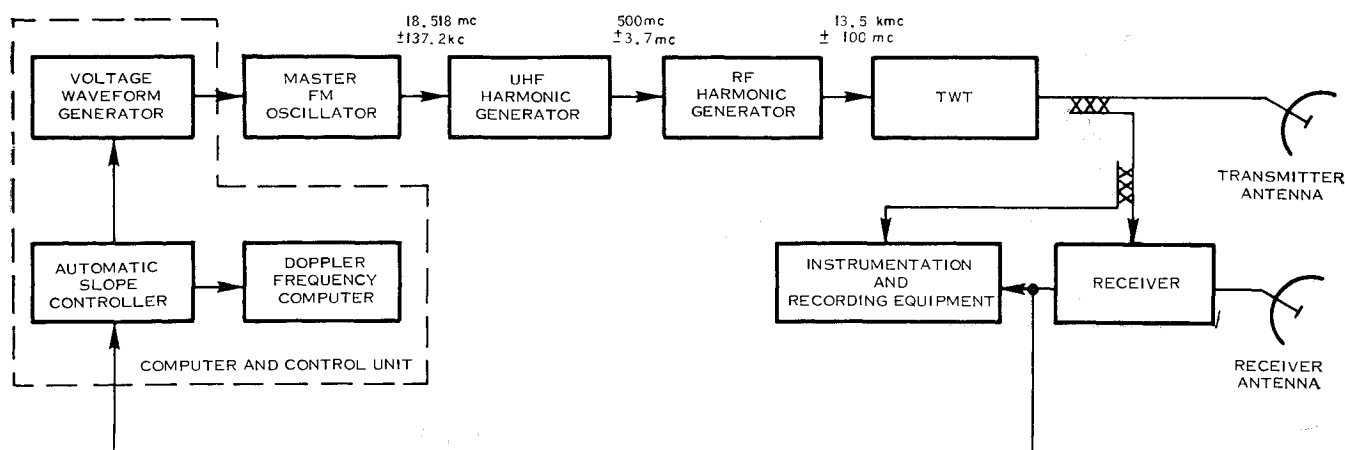 18.518 mc
±137.2kc
500mc
±3.7mc
13.5 kmc
± 100 mc
VOLTAGE
WAVEFORM
GENERATOR
MASTER
FM
OSCILLATOR
UHF
HARMONIC
GENERATOR
RF
HARMONIC
GENERATOR
TWT
TRANSMITTER
ANTENNA
AUTOMATIC
SLOPE
CONTROLLER
DOPPLER
FREQUENCY
COMPUTER
INSTRUMENTATION
AND
RECORDING EQUIPMENT
RECEIVER
COMPUTER AND CONTROL UNIT
RECEIVER
ANTENNA